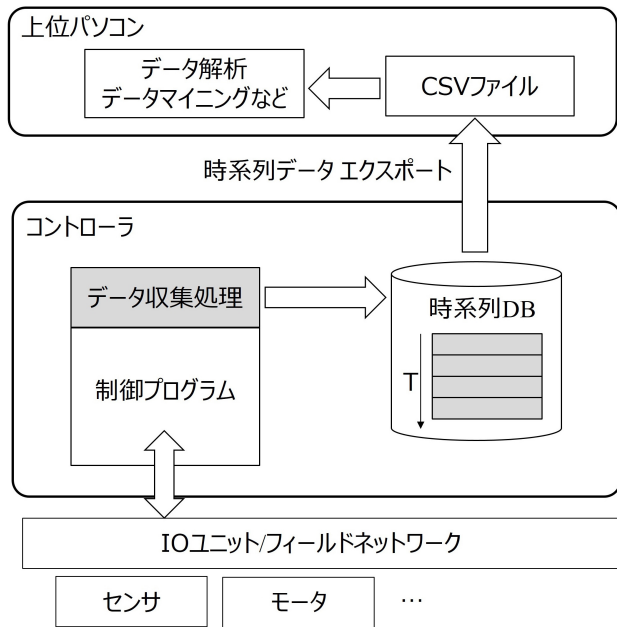 上位パソコン
データ解析
データマイニングなど
CSVファイル
時系列データ エクスポート
コントローラ
データ収集処理
制御プログラム
時系列DB
T
IOユニット/フィールドネットワーク
センサ
モータ
…